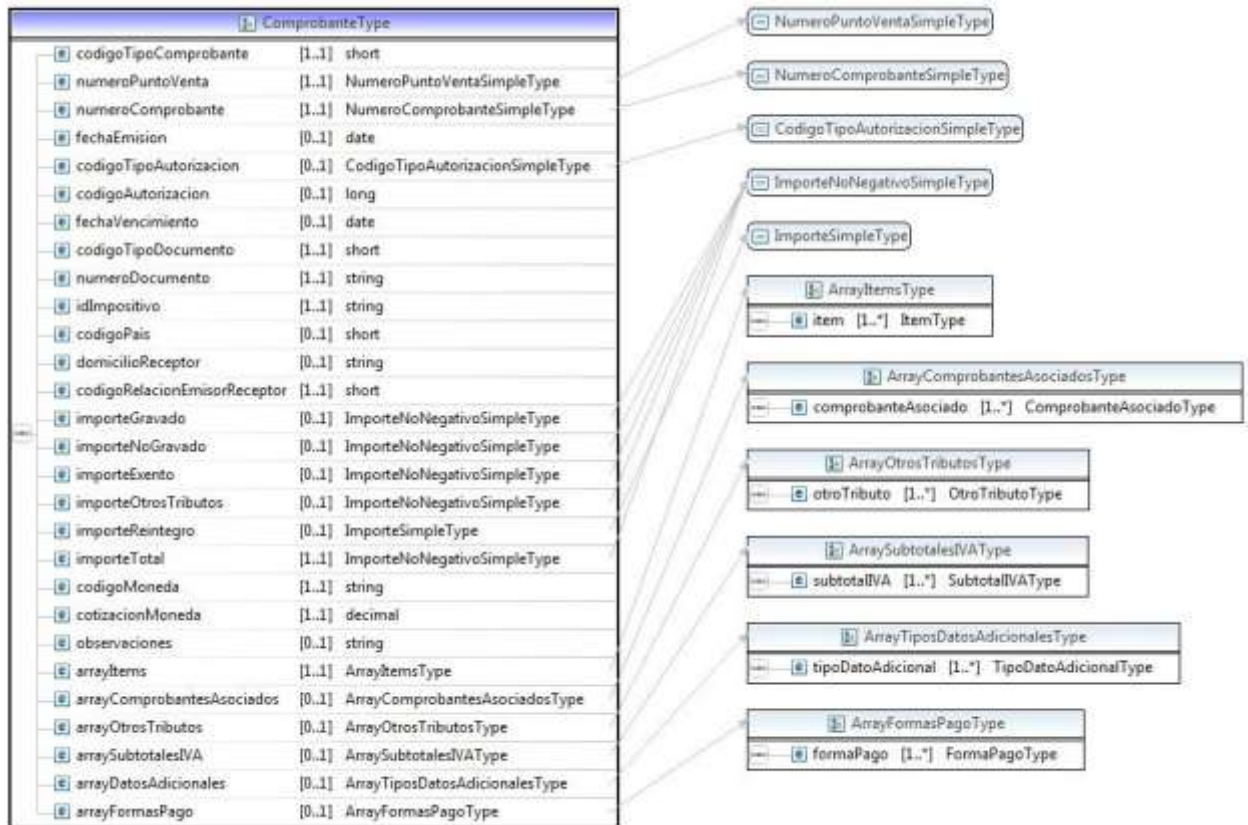 ComprobanteType
codigoTipoComprobante [1..1] short
numeroPuntoVenta [1..1] NumeroPuntoVentaSimpleType
numeroComprobante [1..1] NumeroComprobanteSimpleType
fechaEmision [0..1] date
codigoTipoAutorizacion [0..1] CodigoTipoAutorizacionSimpleType
codigoAutorizacion [0..1] long
fechaVencimiento [0..1] date
codigoTipoDocumento [1..1] short
numeroDocumento [1..1] string
idImpositivo [1..1] string
codigoPais [0..1] short
domicilioReceptor [0..1] string
codigoRelacionEmisorReceptor [1..1] short
importeGravado [0..1] ImporteNoNegativoSimpleType
importeNoGravado [0..1] ImporteNoNegativoSimpleType
importeExento [0..1] ImporteNoNegativoSimpleType
importeOtrosTributos [0..1] ImporteNoNegativoSimpleType
importeReintegro [0..1] ImporteSimpleType
importeTotal [1..1] ImporteNoNegativoSimpleType
codigoMoneda [1..1] string
cotizacionMoneda [1..1] decimal
observaciones [0..1] string
arrayItems [1..1] ArrayItemsType
arrayComprobantesAsociados [0..1] ArrayComprobantesAsociadosType
arrayOtrosTributos [0..1] ArrayOtrosTributosType
arraySubtotalesIVA [0..1] ArraySubtotalesIVAType
arrayDatosAdicionales [0..1] ArrayTiposDatosAdicionalesType
arrayFormasPago [0..1] ArrayFormasPagoType
NumeroPuntoVentaSimpleType
NumeroComprobanteSimpleType
CodigoTipoAutorizacionSimpleType
ImporteNoNegativoSimpleType
ImporteSimpleType
ArrayItemsType
item [1..*] ItemType
ArrayComprobantesAsociadosType
comprobanteAsociado [1..*] ComprobanteAsociadoType
ArrayOtrosTributosType
otroTributo [1..*] OtroTributoType
ArraySubtotalesIVAType
subtotalIVA [1..*] SubtotalIVAType
ArrayTiposDatosAdicionalesType
tipoDatoAdicional [1..*] TipoDatoAdicionalType
ArrayFormasPagoType
formaPago [1..*] FormaPagoType